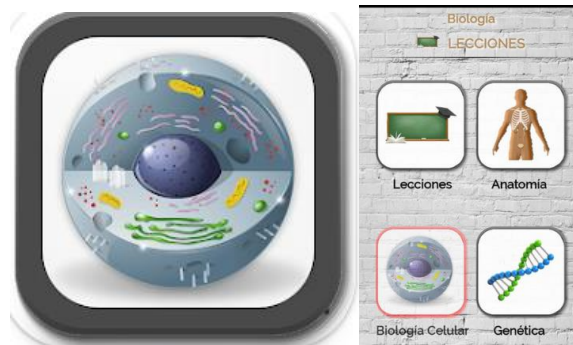 Biología
LECCIONES
Lecciones
Anatomía
Biología Celular
Genética